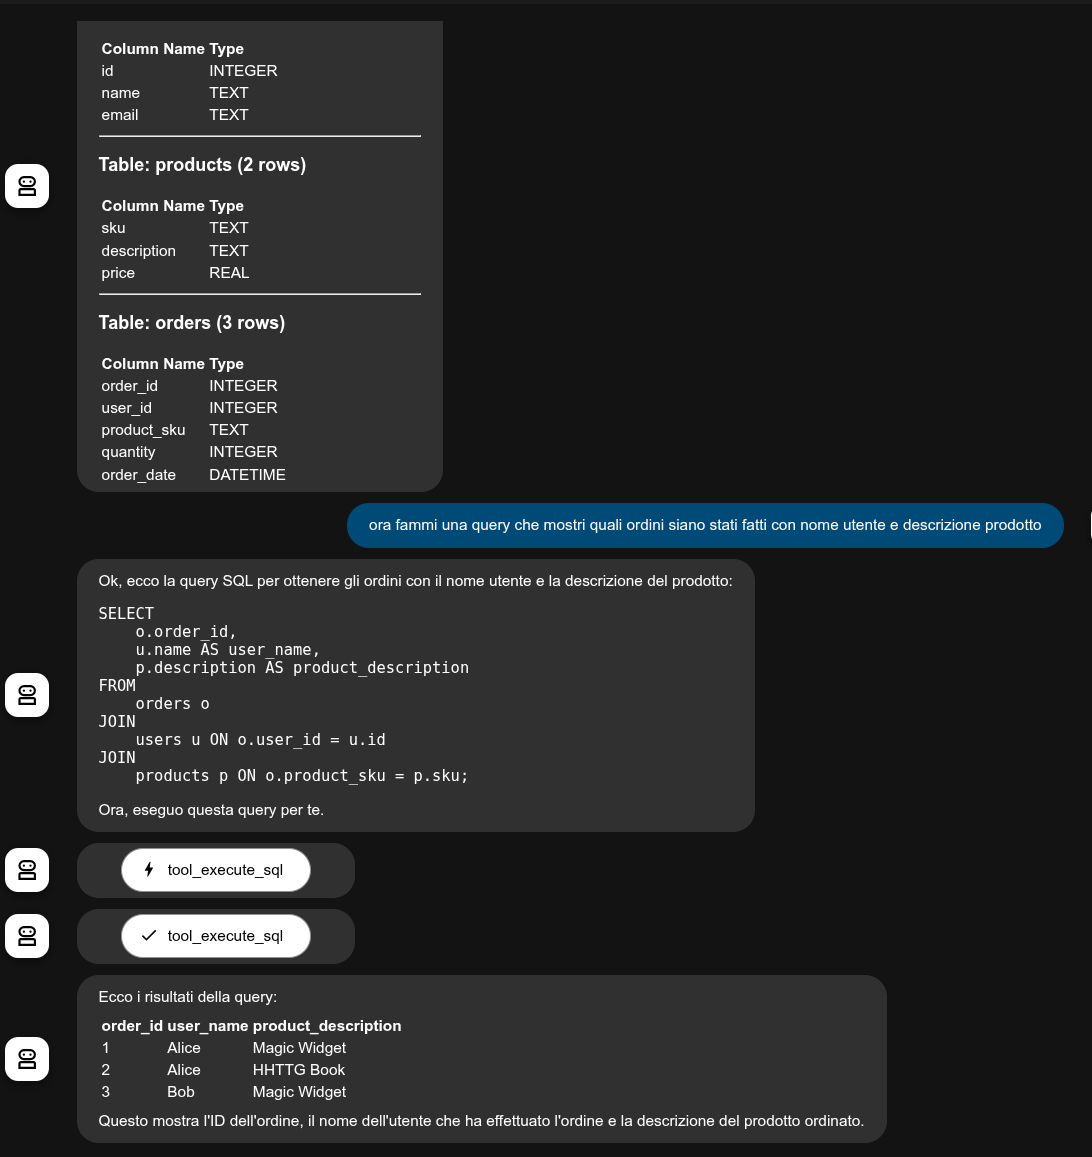 Column Name Type
id INTEGER
name TEXT
email TEXT
Table: products (2 rows)
Column Name Type
sku TEXT
description TEXT
price REAL
Table: orders (3 rows)
Column Name Type
order_id INTEGER
user_id INTEGER
product_sku TEXT
quantity INTEGER
order_date DATETIME
ora fammi una query che mostri quali ordini siano stati fatti con nome utente e descrizione prodotto
Ok, ecco la query SQL per ottenere gli ordini con il nome utente e la descrizione del prodotto:
SELECT
    o.order_id,
    u.name AS user_name,
    p.description AS product_description
FROM
    orders o
JOIN
    users u ON o.user_id = u.id
JOIN
    products p ON o.product_sku = p.sku;
Ora, eseguo questa query per te.
tool_execute_sql
tool_execute_sql
Ecco i risultati della query:
order_id user_name product_description
1 Alice Magic Widget
2 Alice HHTTG Book
3 Bob Magic Widget
Questo mostra l'ID dell'ordine, il nome dell'utente che ha effettuato l'ordine e la descrizione del prodotto ordinato.